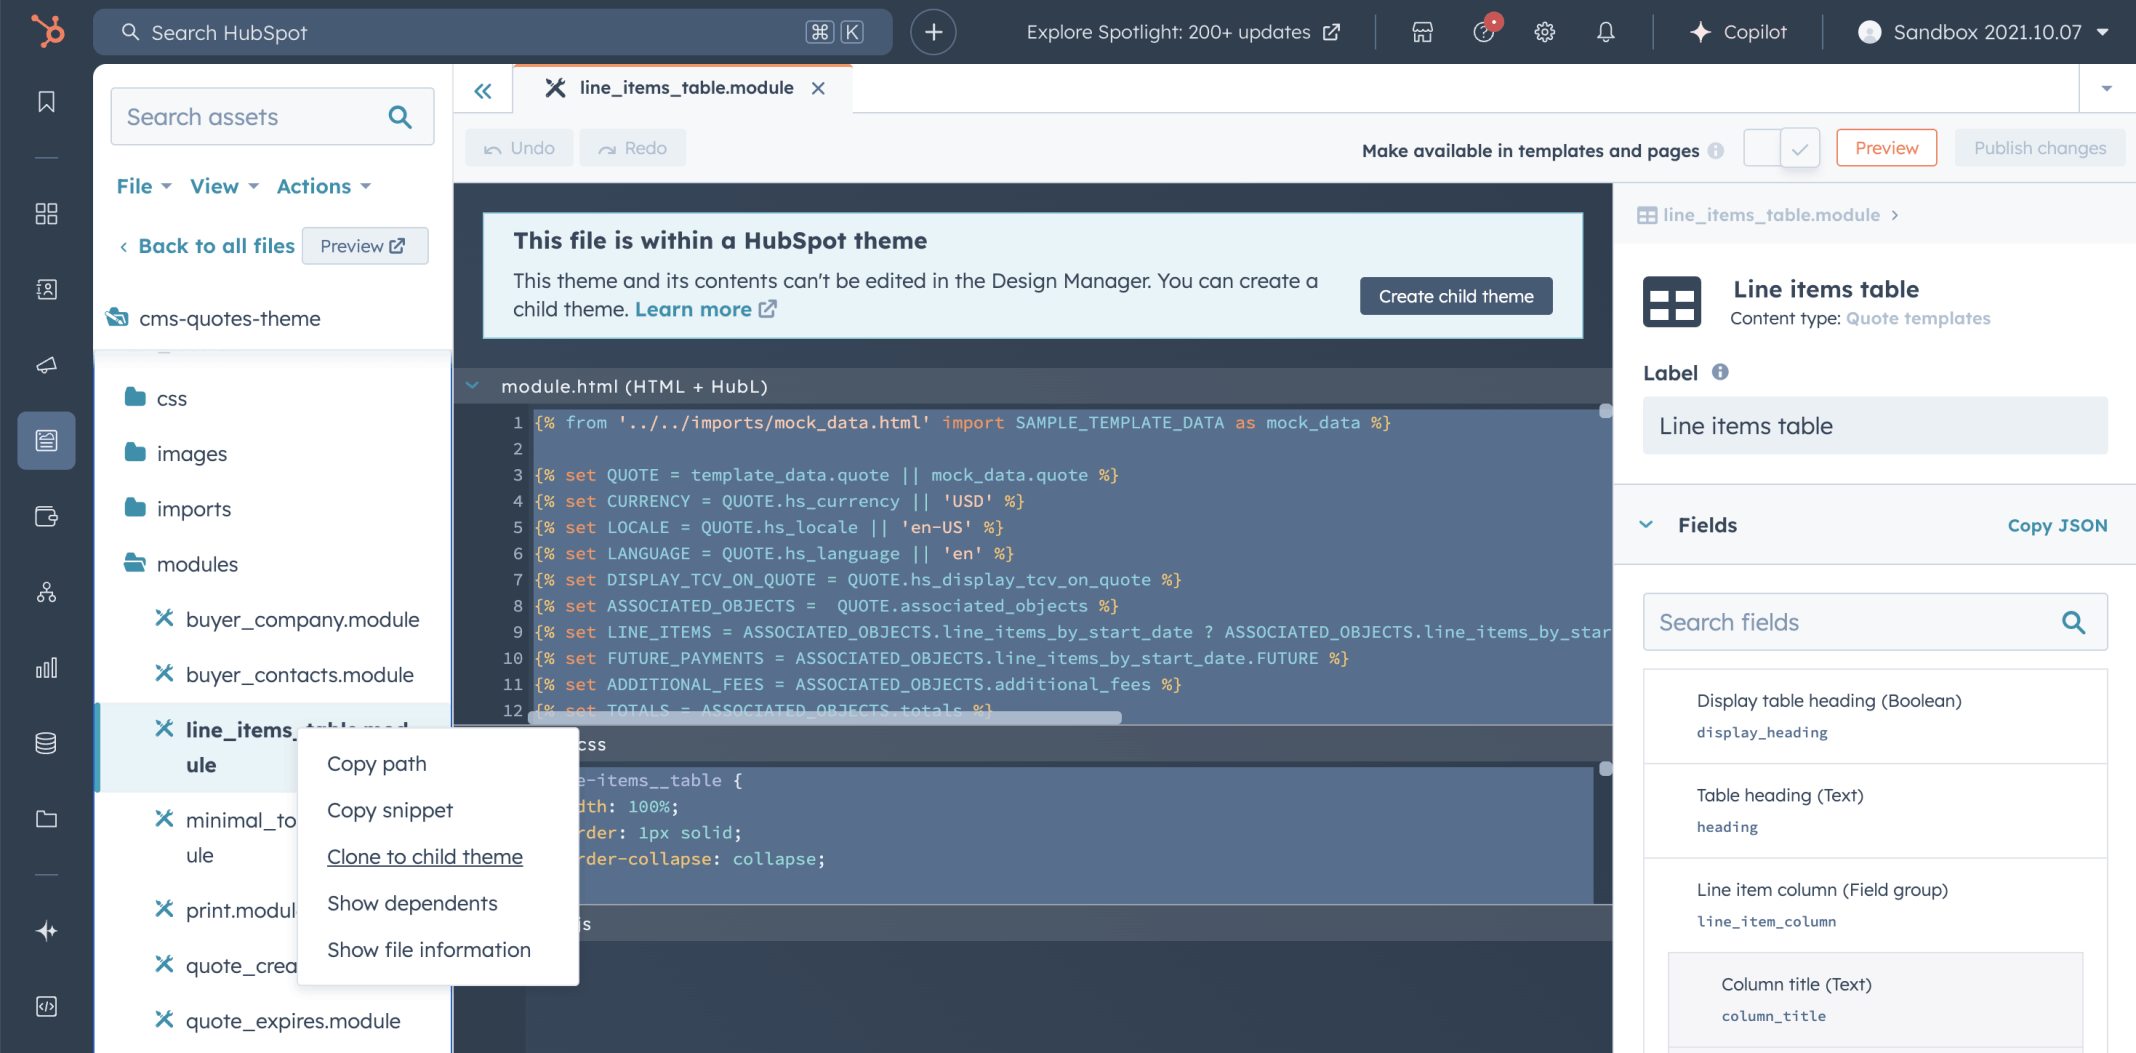 Search HubSpot
⌘ K
Explore Spotlight: 200+ updates
Copilot
Sandbox 2021.10.07
Search assets
File
View
Actions
Back to all files
Preview
cms-quotes-theme
css
images
imports
modules
buyer_company.module
buyer_contacts.module
line_items_table.mod
ule
minimal_to
ule
print.modul
quote_crea
quote_expires.module
Copy path
Copy snippet
Clone to child theme
Show dependents
Show file information
line_items_table.module
Undo
Redo
Make available in templates and pages
Preview
Publish changes
This file is within a HubSpot theme
This theme and its contents can't be edited in the Design Manager. You can create a
child theme. Learn more
Create child theme
module.html (HTML + HubL)
1 {% from '../../imports/mock_data.html' import SAMPLE_TEMPLATE_DATA as mock_data %}
2
3 {% set QUOTE = template_data.quote || mock_data.quote %}
4 {% set CURRENCY = QUOTE.hs_currency || 'USD' %}
5 {% set LOCALE = QUOTE.hs_locale || 'en-US' %}
6 {% set LANGUAGE = QUOTE.hs_language || 'en' %}
7 {% set DISPLAY_TCV_ON_QUOTE = QUOTE.hs_display_tcv_on_quote %}
8 {% set ASSOCIATED_OBJECTS =  QUOTE.associated_objects %}
9 {% set LINE_ITEMS = ASSOCIATED_OBJECTS.line_items_by_start_date ? ASSOCIATED_OBJECTS.line_items_by_star
10 {% set FUTURE_PAYMENTS = ASSOCIATED_OBJECTS.line_items_by_start_date.FUTURE %}
11 {% set ADDITIONAL_FEES = ASSOCIATED_OBJECTS.additional_fees %}
12 {% set TOTALS = ASSOCIATED_OBJECTS.totals %}
css
e-items__table {
dth: 100%;
rder: 1px solid;
rder-collapse: collapse;
js
line_items_table.module
Line items table
Content type: Quote templates
Label
Line items table
Fields
Copy JSON
Search fields
Display table heading (Boolean)
display_heading
Table heading (Text)
heading
Line item column (Field group)
line_item_column
Column title (Text)
column_title